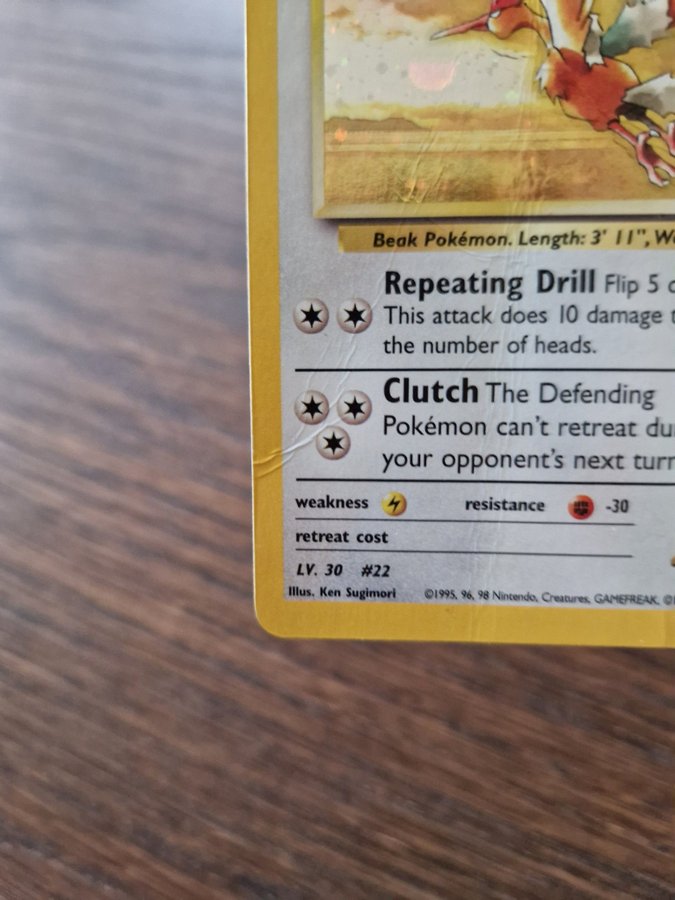 Beak Pokémon. Length: 3' 11",
Repeating Drill Flip 5
This attack does 10 damage
the number of heads.
Clutch The Defending
Pokémon can't retreat
your opponent's next turn
weakness resistance -30
retreat cost
LV. 30 #22
Illus. Ken Sugimori ©1995, 96, 98 Nintendo, Creatures, GAMEFREAK.